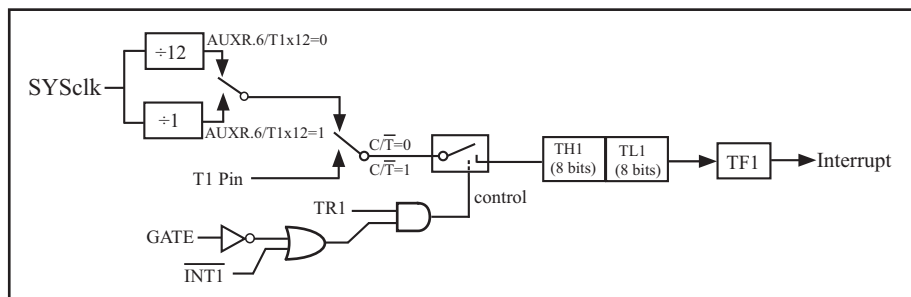 ÷12
AUXR.6/T1x12=0
SYSclk
÷1
AUXR.6/T1x12=1
C/T̅=0
C/T̅=1
T1 Pin
TH1
(8 bits)
TL1
(8 bits)
TF1
Interrupt
control
TR1
GATE
I̅N̅T̅1̅